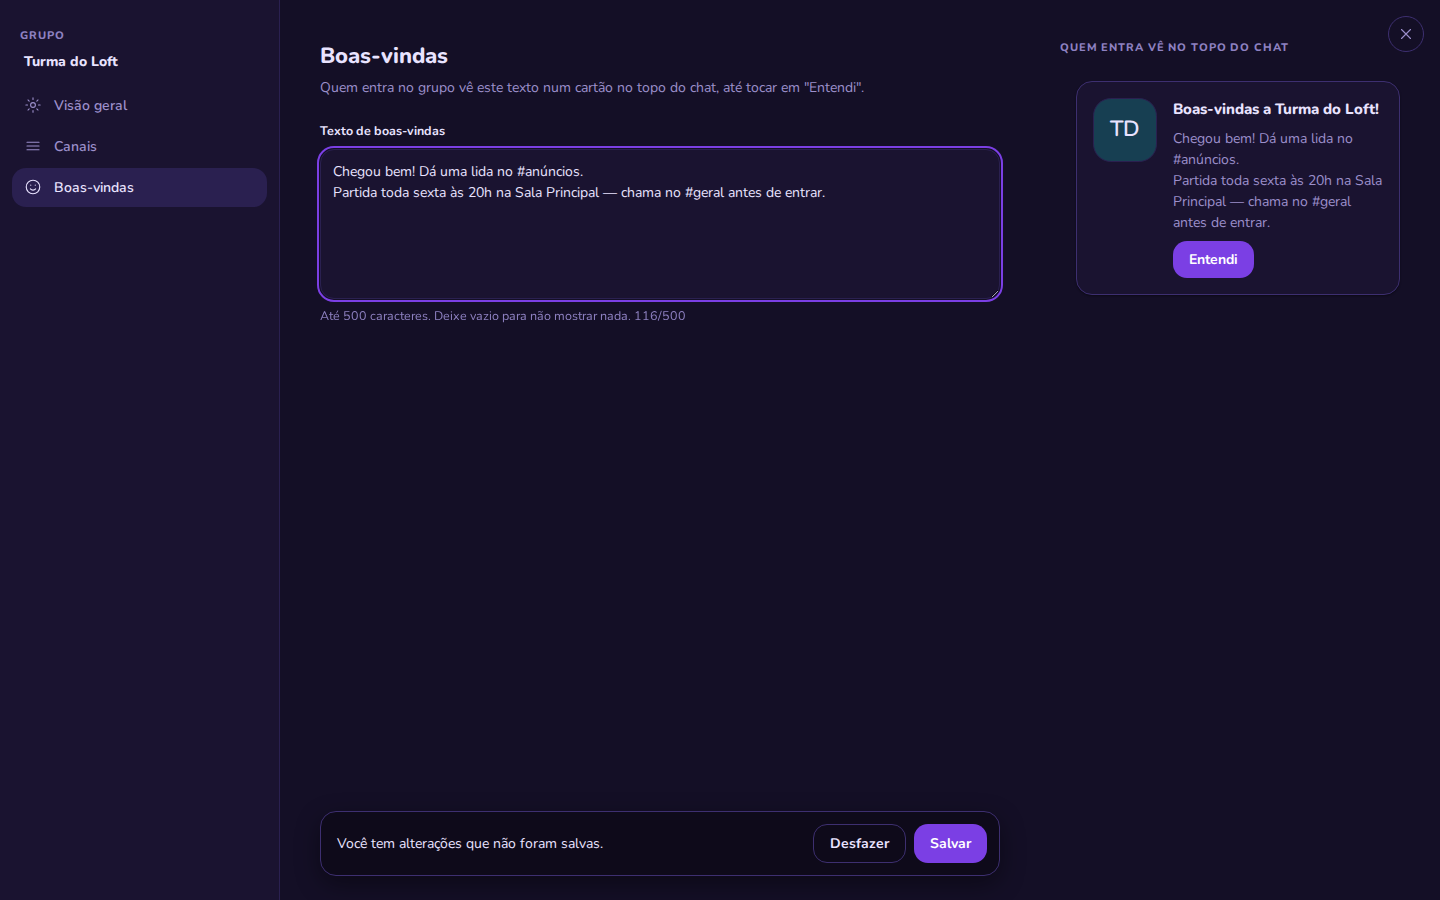 GRUPO
Turma do Loft
Visão geral
Canais
Boas-vindas
Boas-vindas
Quem entra no grupo vê este texto num cartão no topo do chat, até tocar em "Entendi".
Texto de boas-vindas
Chegou bem! Dá uma lida no #anúncios.
Partida toda sexta às 20h na Sala Principal — chama no #geral antes de entrar.
Até 500 caracteres. Deixe vazio para não mostrar nada. 116/500
Você tem alterações que não foram salvas.
Desfazer
Salvar
QUEM ENTRA VÊ NO TOPO DO CHAT
TD
Boas-vindas a Turma do Loft!
Chegou bem! Dá uma lida no
#anúncios.
Partida toda sexta às 20h na Sala
Principal — chama no #geral
antes de entrar.
Entendi